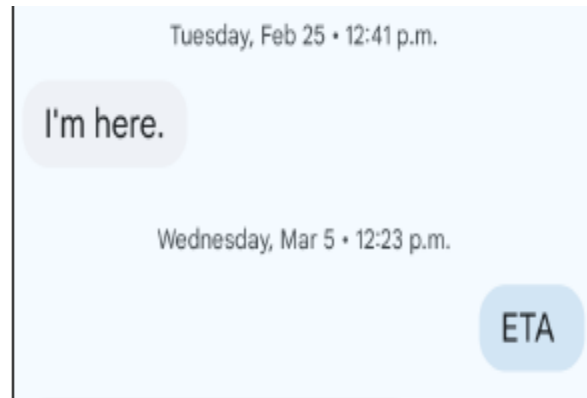 Tuesday, Feb 25 • 12:41 p.m.
I'm here.
Wednesday, Mar 5 • 12:23 p.m.
ETA